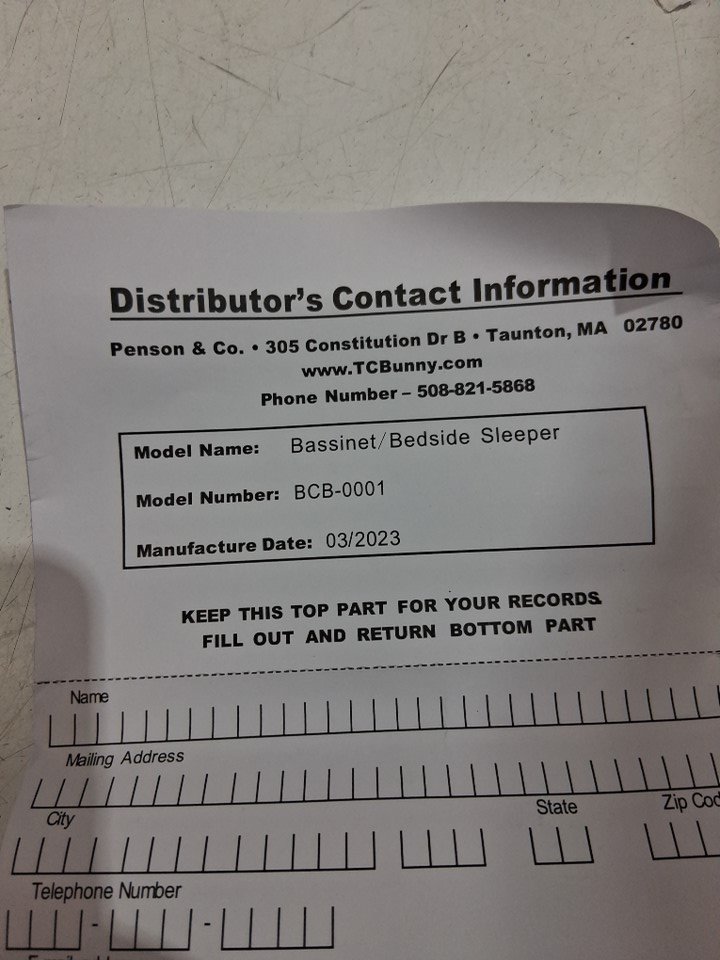 Distributor's Contact Information
Penson & Co. • 305 Constitution Dr B • Taunton, MA 02780
www.TCBunny.com
Phone Number – 508-821-5868
Model Name: Bassinet/Bedside Sleeper
Model Number: BCB-0001
Manufacture Date: 03/2023
KEEP THIS TOP PART FOR YOUR RECORDS
FILL OUT AND RETURN BOTTOM PART
Name
Mailing Address
City State Zip Cod
Telephone Number